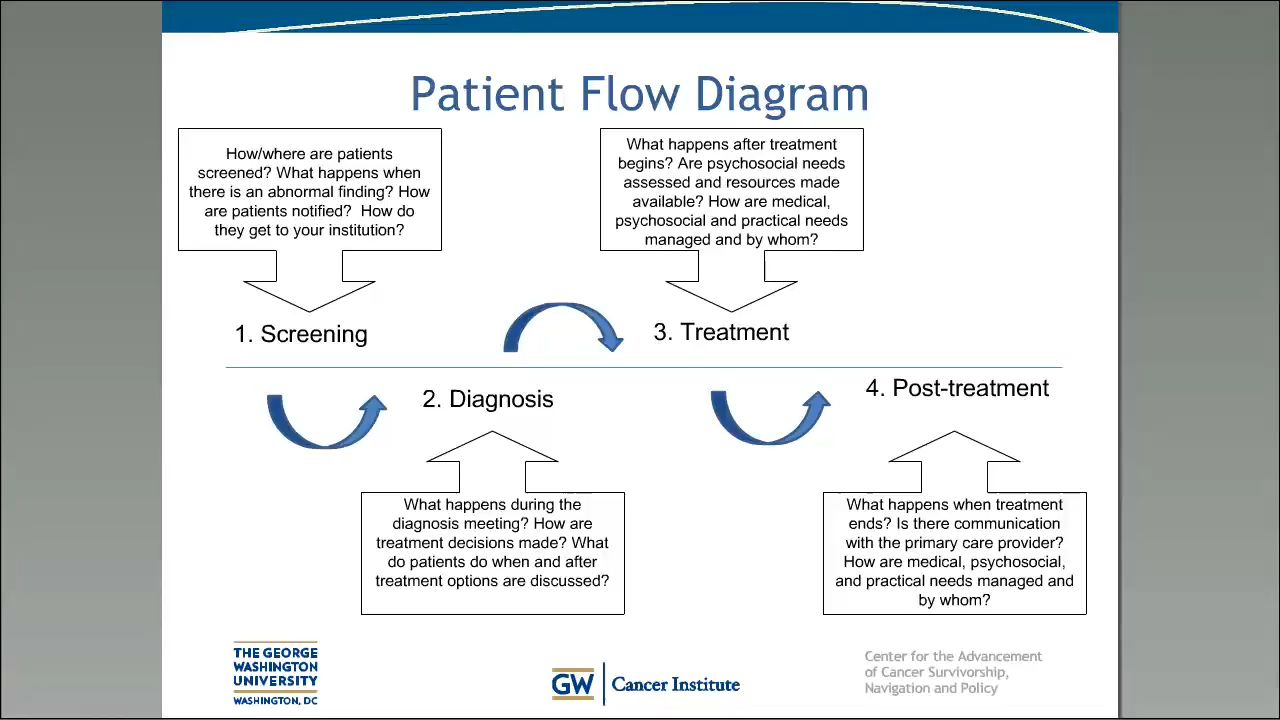 Patient Flow Diagram
How/where are patients
screened? What happens when
there is an abnormal finding? How
are patients notified?  How do
they get to your institution?
What happens after treatment
begins? Are psychosocial needs
assessed and resources made
available? How are medical,
psychosocial and practical needs
managed and by whom?
1. Screening
3. Treatment
2. Diagnosis
4. Post-treatment
What happens during the
diagnosis meeting? How are
treatment decisions made? What
do patients do when and after
treatment options are discussed?
What happens when treatment
ends? Is there communication
with the primary care provider?
How are medical, psychosocial,
and practical needs managed and
by whom?
THE GEORGE
WASHINGTON
UNIVERSITY
WASHINGTON, DC
GW Cancer Institute
Center for the Advancement
of Cancer Survivorship,
Navigation and Policy